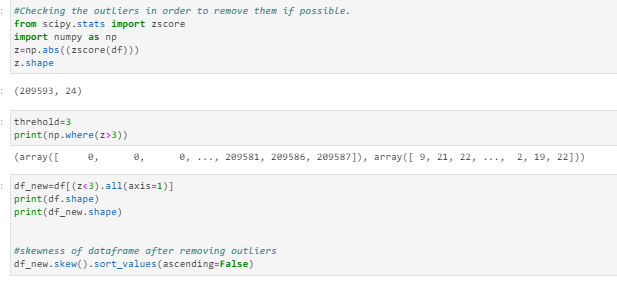 #Checking the outliers in order to remove them if possible.
from scipy.stats import zscore
import numpy as np
z=np.abs((zscore(df)))
z.shape
(209593, 24)
threhold=3
print(np.where(z>3))
(array([     0,      0,      0, ..., 209581, 209586, 209587]), array([ 9, 21, 22, ...,  2, 19, 22]))
df_new=df[(z<3).all(axis=1)]
print(df.shape)
print(df_new.shape)
#skewness of dataframe after removing outliers
df_new.skew().sort_values(ascending=False)